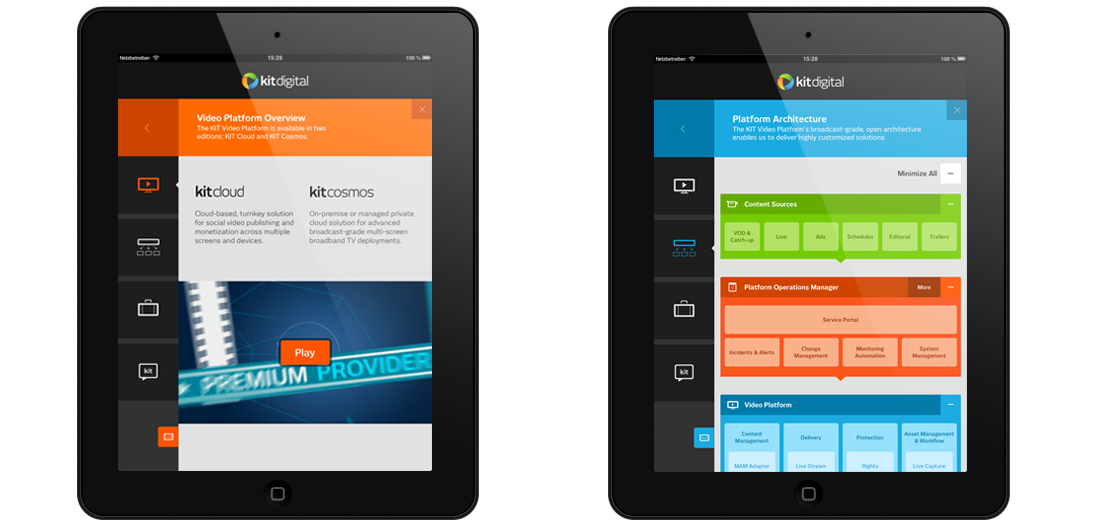 Netzbetreiber 15:28 100 %
kitdigital
Video Platform Overview
The KIT Video Platform is available in two
editions: KIT Cloud and KIT Cosmos
kitcloud
Cloud-based, turnkey solution
for social video publishing and
monetization across multiple
screens and devices.
kitcosmos
On-premise or managed private
cloud solution for advanced
broadcast-grade multi-screen
broadband TV deployments.
Play
PREMIUM PROVIDER
kit
Netzbetreiber 15:28 100 %
kitdigital
Platform Architecture
The KIT Video Platform's broadcast-grade, open architecture
enables us to deliver highly customized solutions
Minimize All
Content Sources
VOD &
Catch-up
Live
Ads
Schedules
Editorial
Trailers
Platform Operations Manager
More
Service Portal
Incidents & Alerts
Change
Management
Monitoring
Automation
System
Management
kit
Video Platform
Content
Management
Delivery
Protection
Asset Management
& Workflow
MAM Adapter
Live Stream
Rights
Live Capture